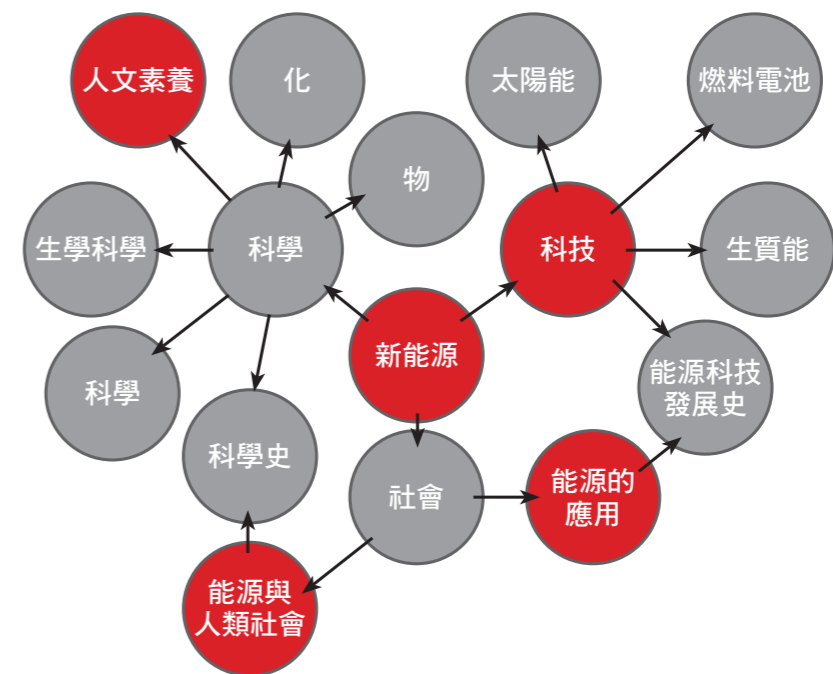 人文素養
化
太陽能
燃料電池
物
生學科學
科學
科技
生質能
新能源
科學
能源科技
發展史
科學史
社會
能源的
應用
能源與
人類社會